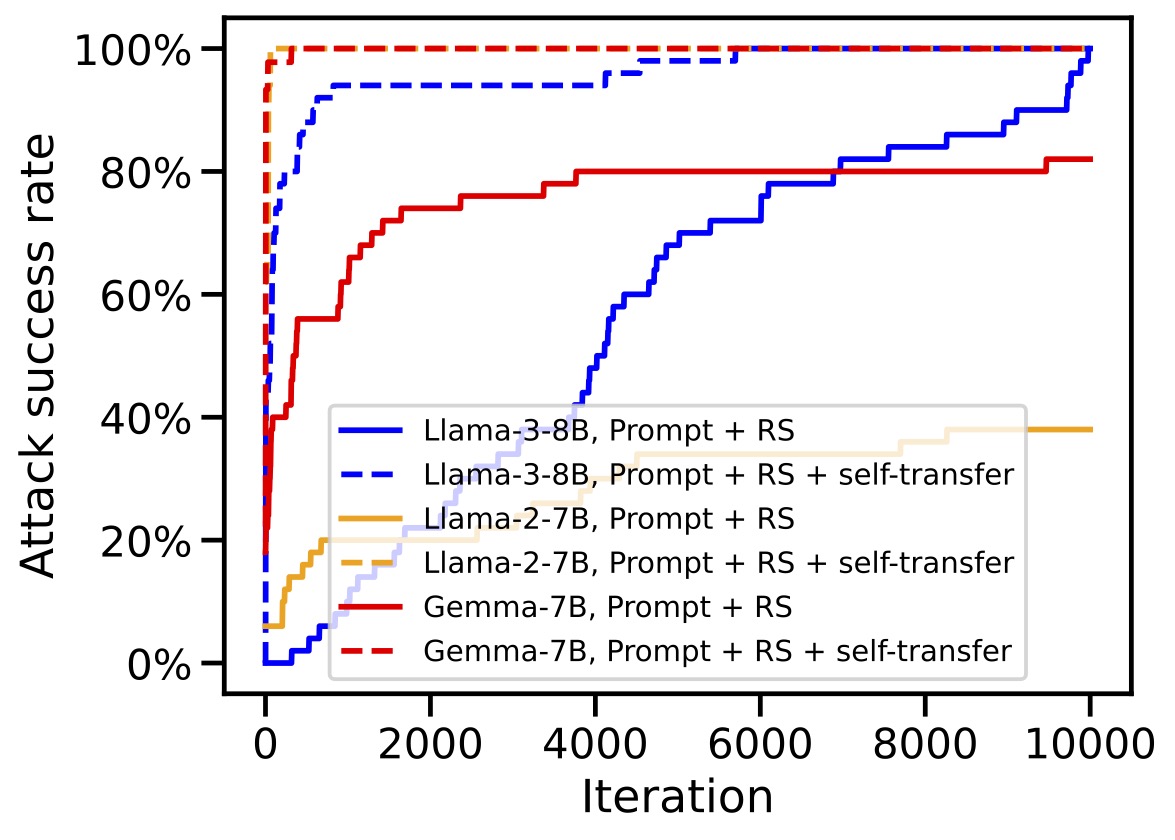 100%
80%
60%
40%
20%
0%
Attack success rate
Llama-3-8B, Prompt + RS
Llama-3-8B, Prompt + RS + self-transfer
Llama-2-7B, Prompt + RS
Llama-2-7B, Prompt + RS + self-transfer
Gemma-7B, Prompt + RS
Gemma-7B, Prompt + RS + self-transfer
0 2000 4000 6000 8000 10000
Iteration